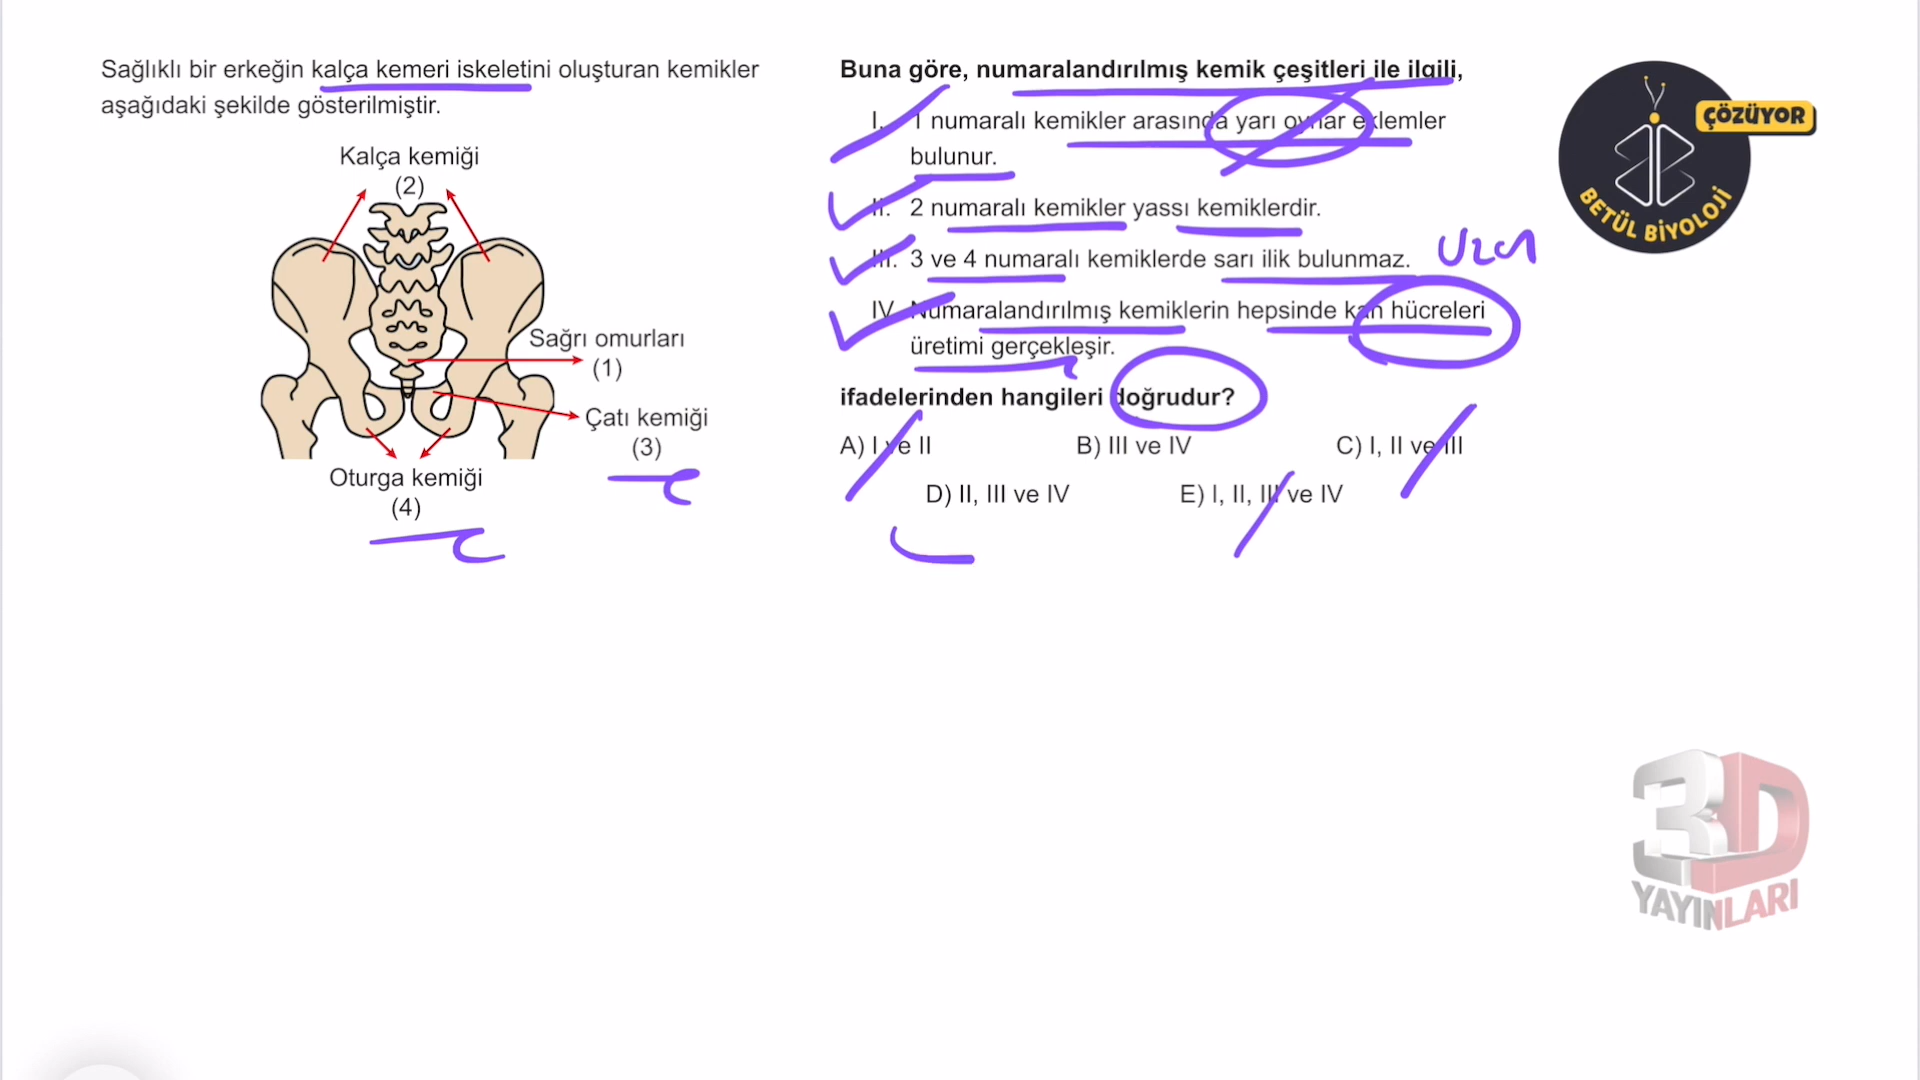 Sağlıklı bir erkeğin kalça kemeri iskeletini oluşturan kemikler
aşağıdaki şekilde gösterilmiştir.
Kalça kemiği
(2)
Sağrı omurları
(1)
Çatı kemiği
(3)
Oturga kemiği
(4)
Buna göre, numaralandırılmış kemik çeşitleri ile ilgili,
I. 1 numaralı kemikler arasında yarı oynar eklemler
bulunur.
II. 2 numaralı kemikler yassı kemiklerdir.
III. 3 ve 4 numaralı kemiklerde sarı ilik bulunmaz.
uzun
IV. Numaralandırılmış kemiklerin hepsinde kan hücreleri
üretimi gerçekleşir.
ifadelerinden hangileri doğrudur?
A) I ve II B) III ve IV C) I, II ve III
D) II, III ve IV E) I, II, III ve IV
ÇÖZÜYOR
BETÜL BİYOLOJİ
3D
YAYINLARI